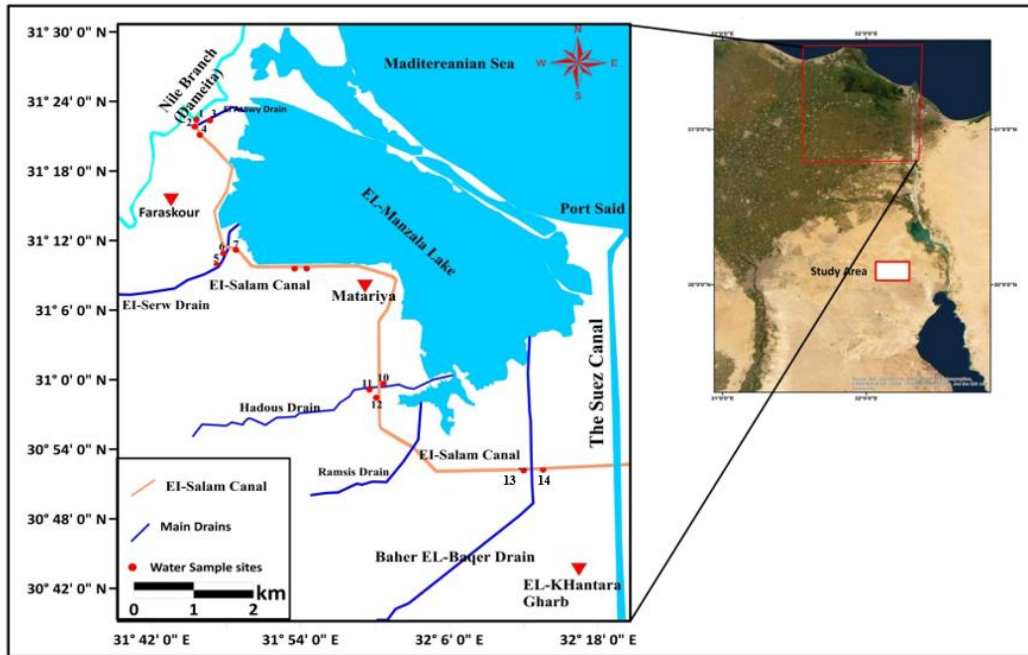 31° 30' 0" N
31° 24' 0" N
31° 18' 0" N
31° 12' 0" N
31° 6' 0" N
31° 0' 0" N
30° 54' 0" N
30° 48' 0" N
30° 42' 0" N
31° 42' 0" E
31° 54' 0" E
32° 6' 0" E
32° 18' 0" E
Maditereanian Sea
N
W
E
S
Nile Branch
(Dameita)
1
3
2
4
El Asawy Drain
Faraskour
EL-Manzala Lake
Port Said
6
7
5
EI-Salam Canal
EI-Serw Drain
Matariya
The Suez Canal
11
10
12
Hadous Drain
Ramsis Drain
EI-Salam Canal
13
14
Baher EL-Baqer Drain
EL-KHantara
Gharb
EI-Salam Canal
Main Drains
Water Sample sites
0
1
2
km
Study Area